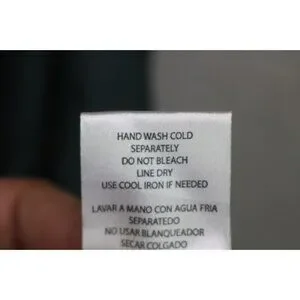 HAND WASH COLD
SEPARATELY
DO NOT BLEACH
LINE DRY
USE COOL IRON IF NEEDED
LAVAR A MANO CON AGUA FRIA
SEPARATEDO
NO USAR BLANQUEADOR
SECAR COLGADO